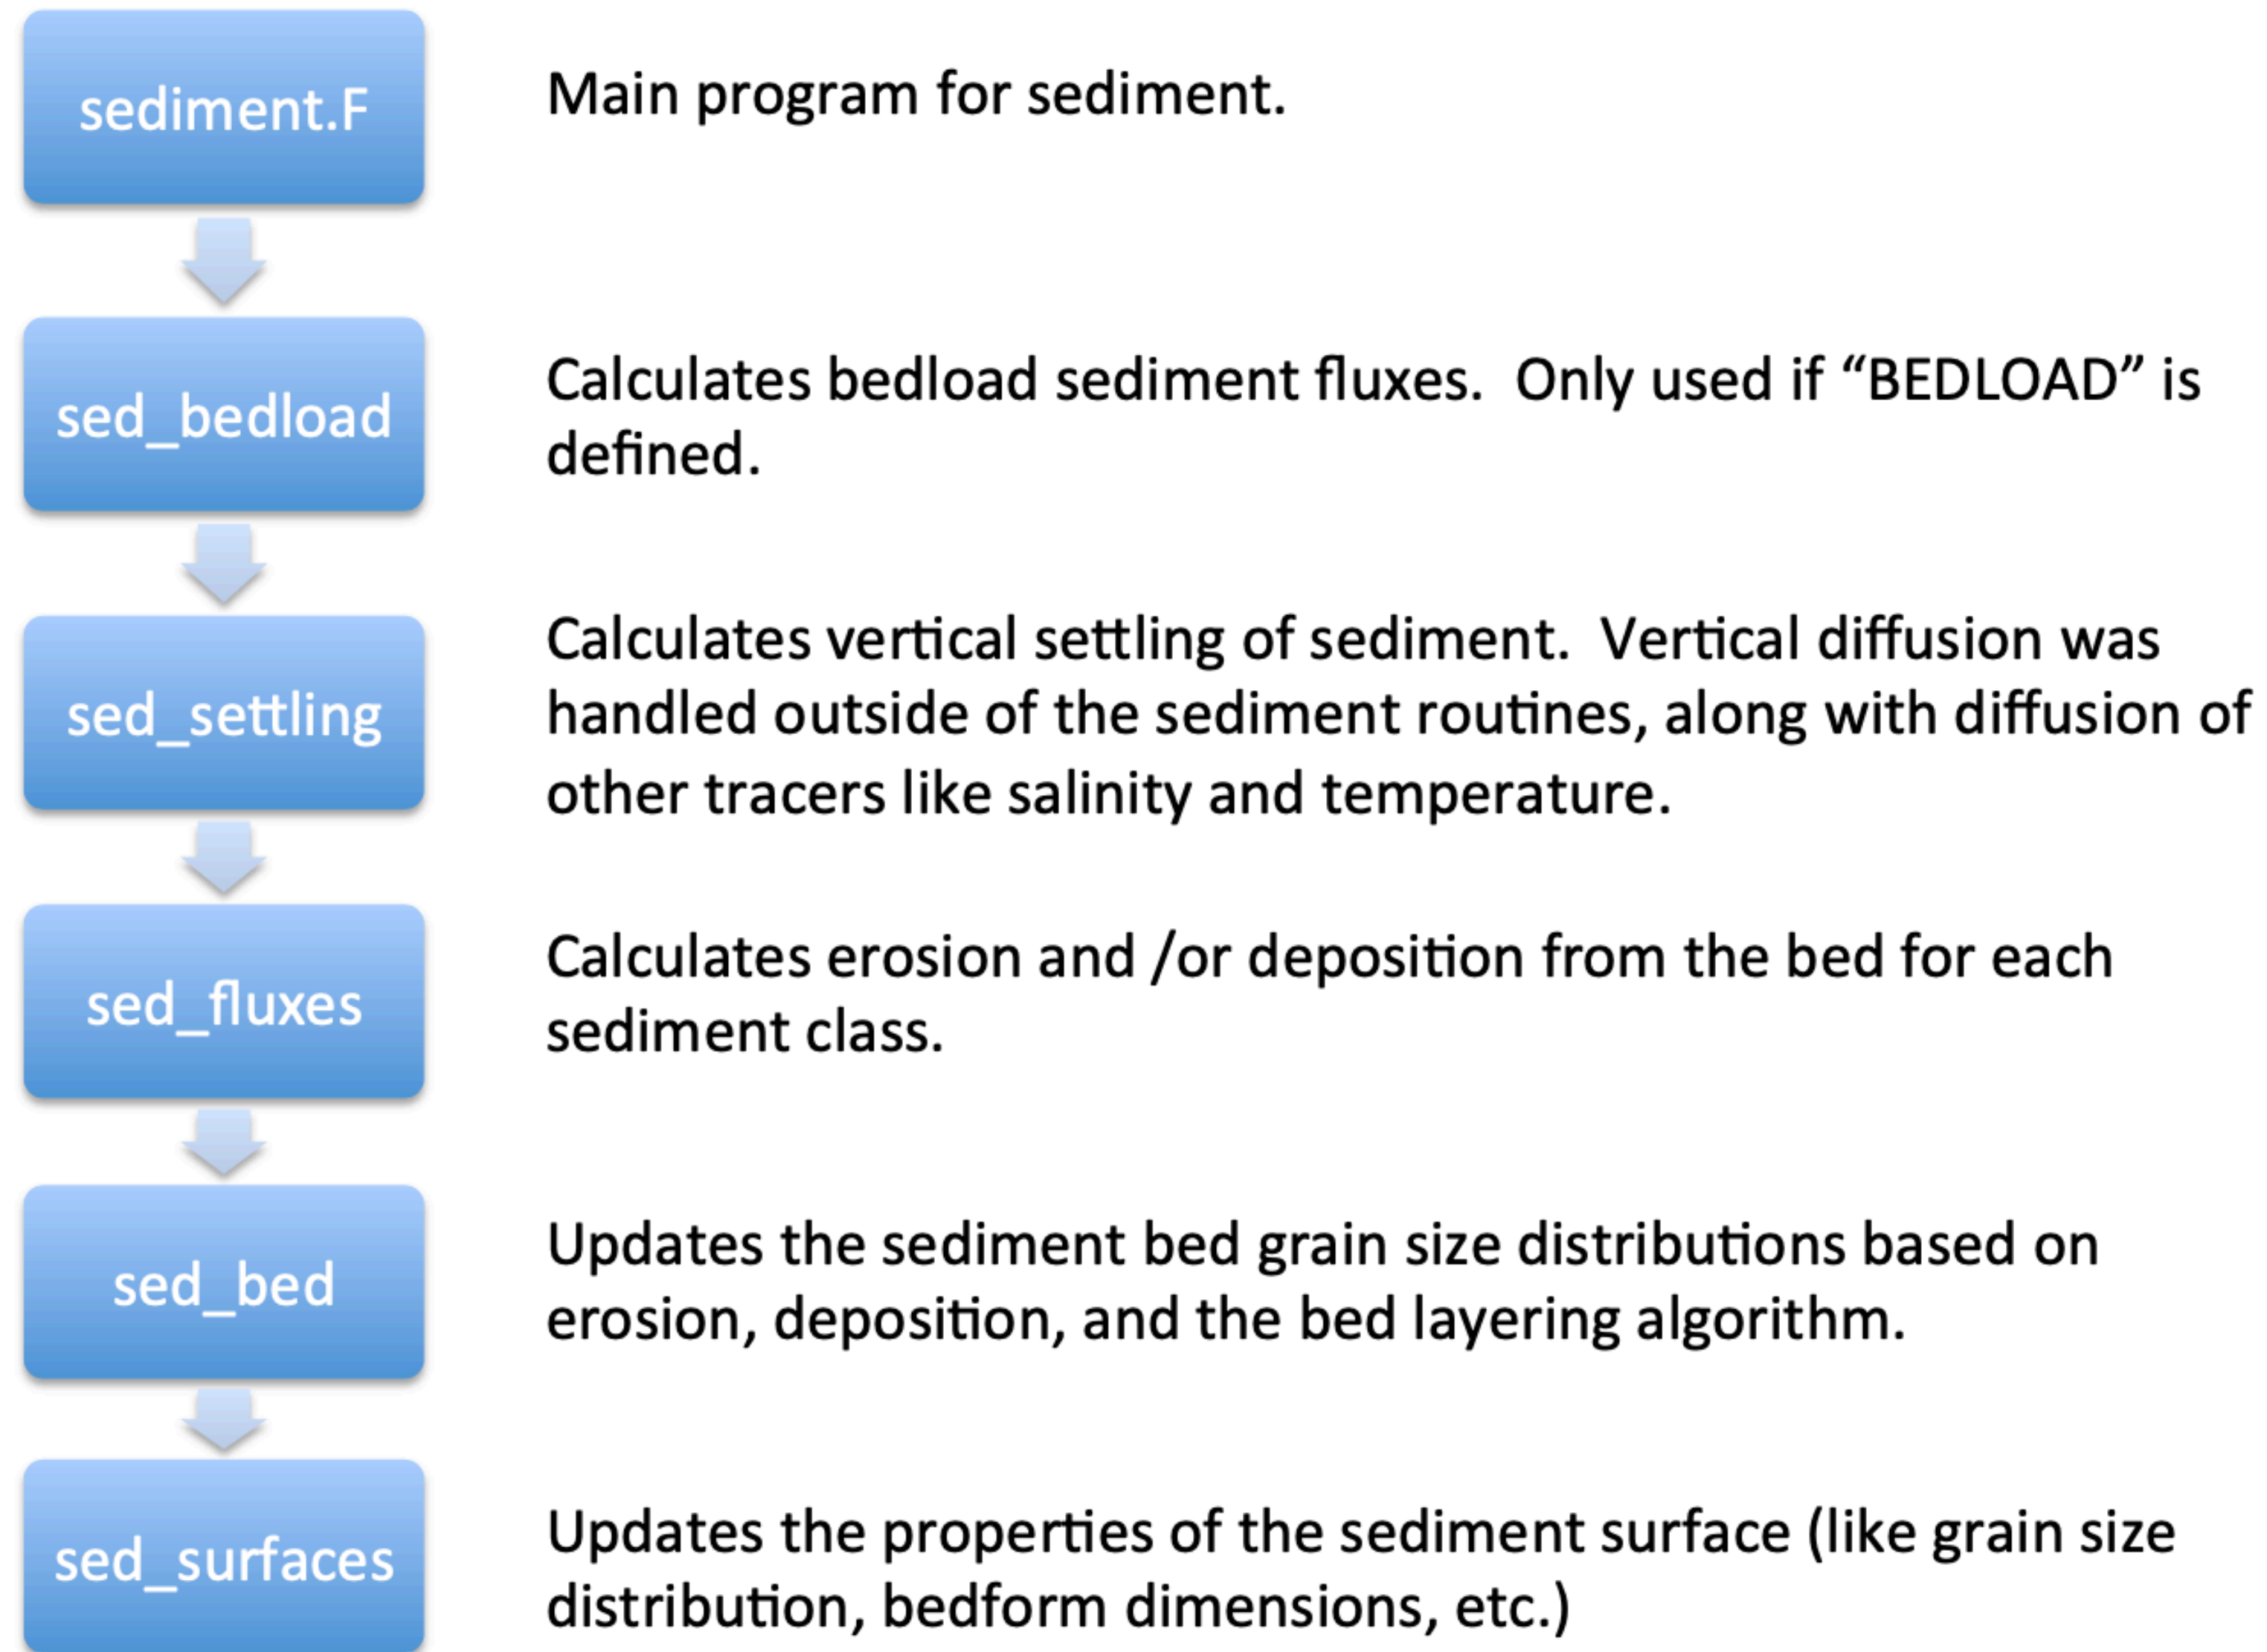 sediment.F
Main program for sediment.
sed_bedload
Calculates bedload sediment fluxes.  Only used if “BEDLOAD” is
defined.
sed_settling
Calculates vertical settling of sediment.  Vertical diffusion was
handled outside of the sediment routines, along with diffusion of
other tracers like salinity and temperature.
sed_fluxes
Calculates erosion and /or deposition from the bed for each
sediment class.
sed_bed
Updates the sediment bed grain size distributions based on
erosion, deposition, and the bed layering algorithm.
sed_surfaces
Updates the properties of the sediment surface (like grain size
distribution, bedform dimensions, etc.)